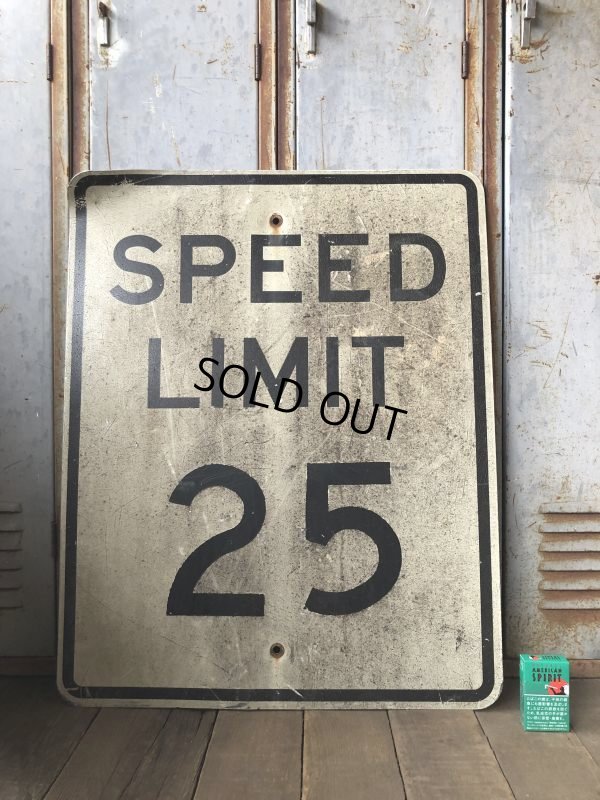 SPEED
LIMIT
SOLD OUT
25
AMERICAN
SPIRIT